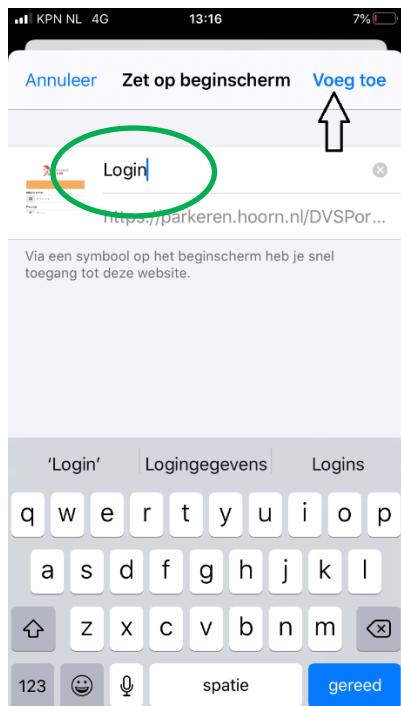 KPN NL 4G 13:16 7%
Annuleer Zet op beginscherm Voeg toe
Login
https://parkeren.hoorn.nl/DVSPor...
Via een symbool op het beginscherm heb je snel
toegang tot deze website.
'Login' Logingegevens Logins
q w e r t y u i o p
a s d f g h j k l
z x c v b n m
123 spatie gereed